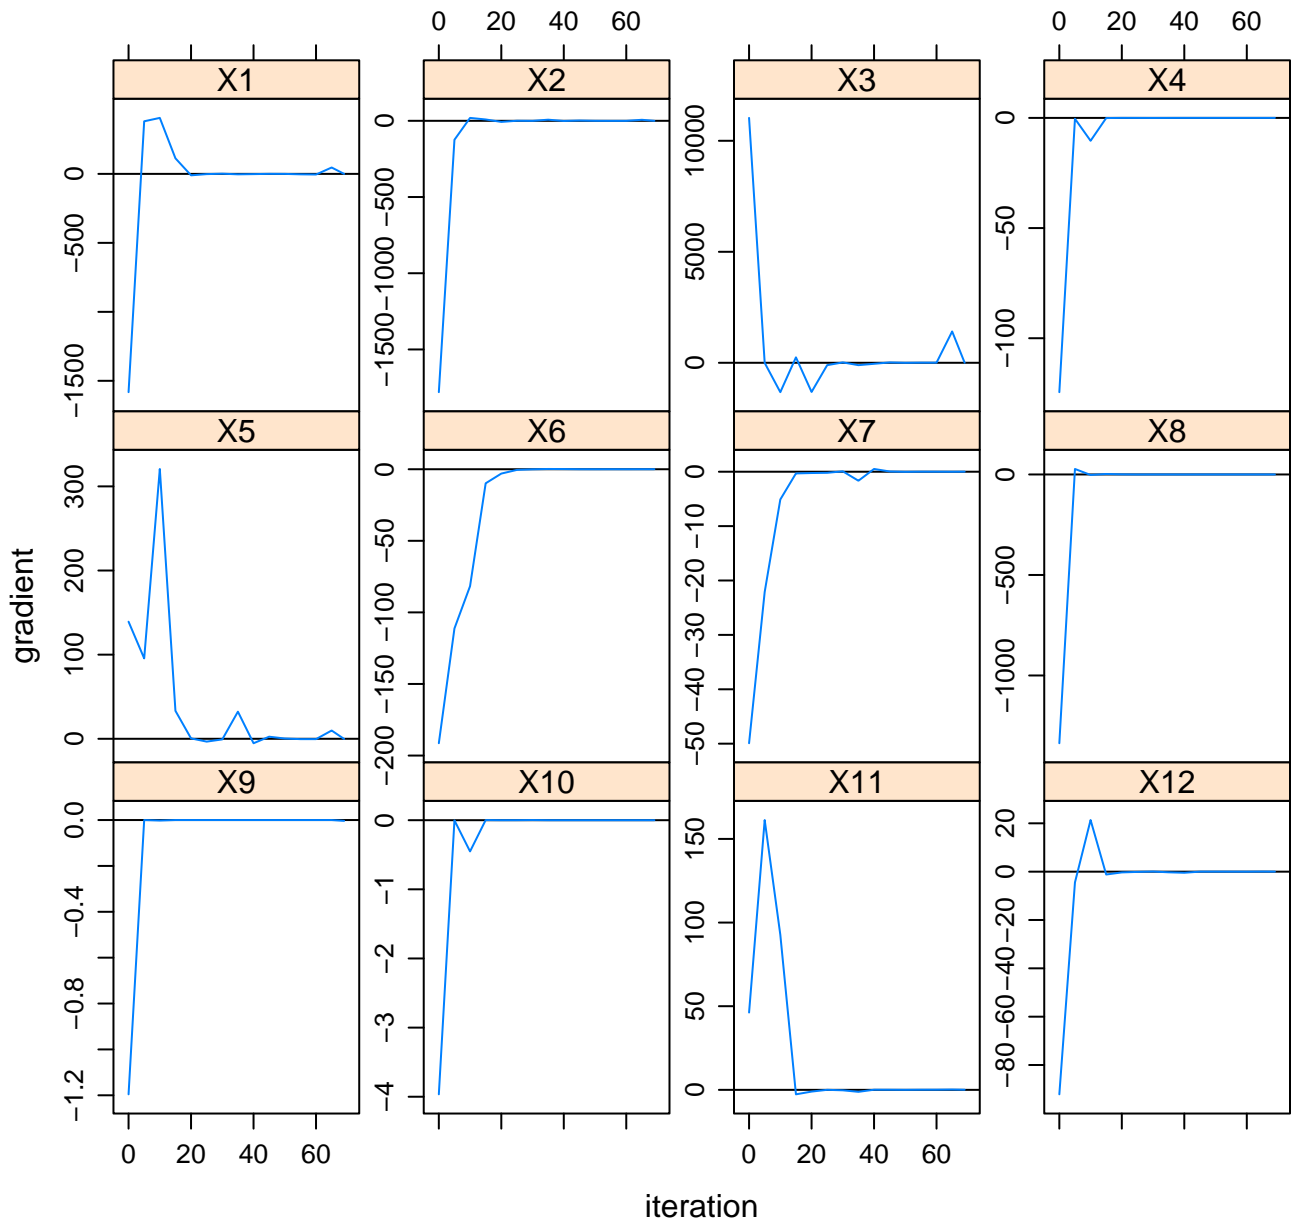 0 20 40 60 0 20 40 60
X1 X2 X3 X4
0 −500 −1500
0 −500 −1000 −1500
10000 5000 0
0 −50 −100
X5 X6 X7 X8
300 200 100 0
0 −50 −100 −150 −200
0 −10 −20 −30 −40 −50
0 −500 −1000
X9 X10 X11 X12
0.0 −0.4 −0.8 −1.2
0 −1 −2 −3 −4
150 100 50 0
20 0 −20 −40 −60 −80
0 20 40 60 0 20 40 60
gradient
iteration